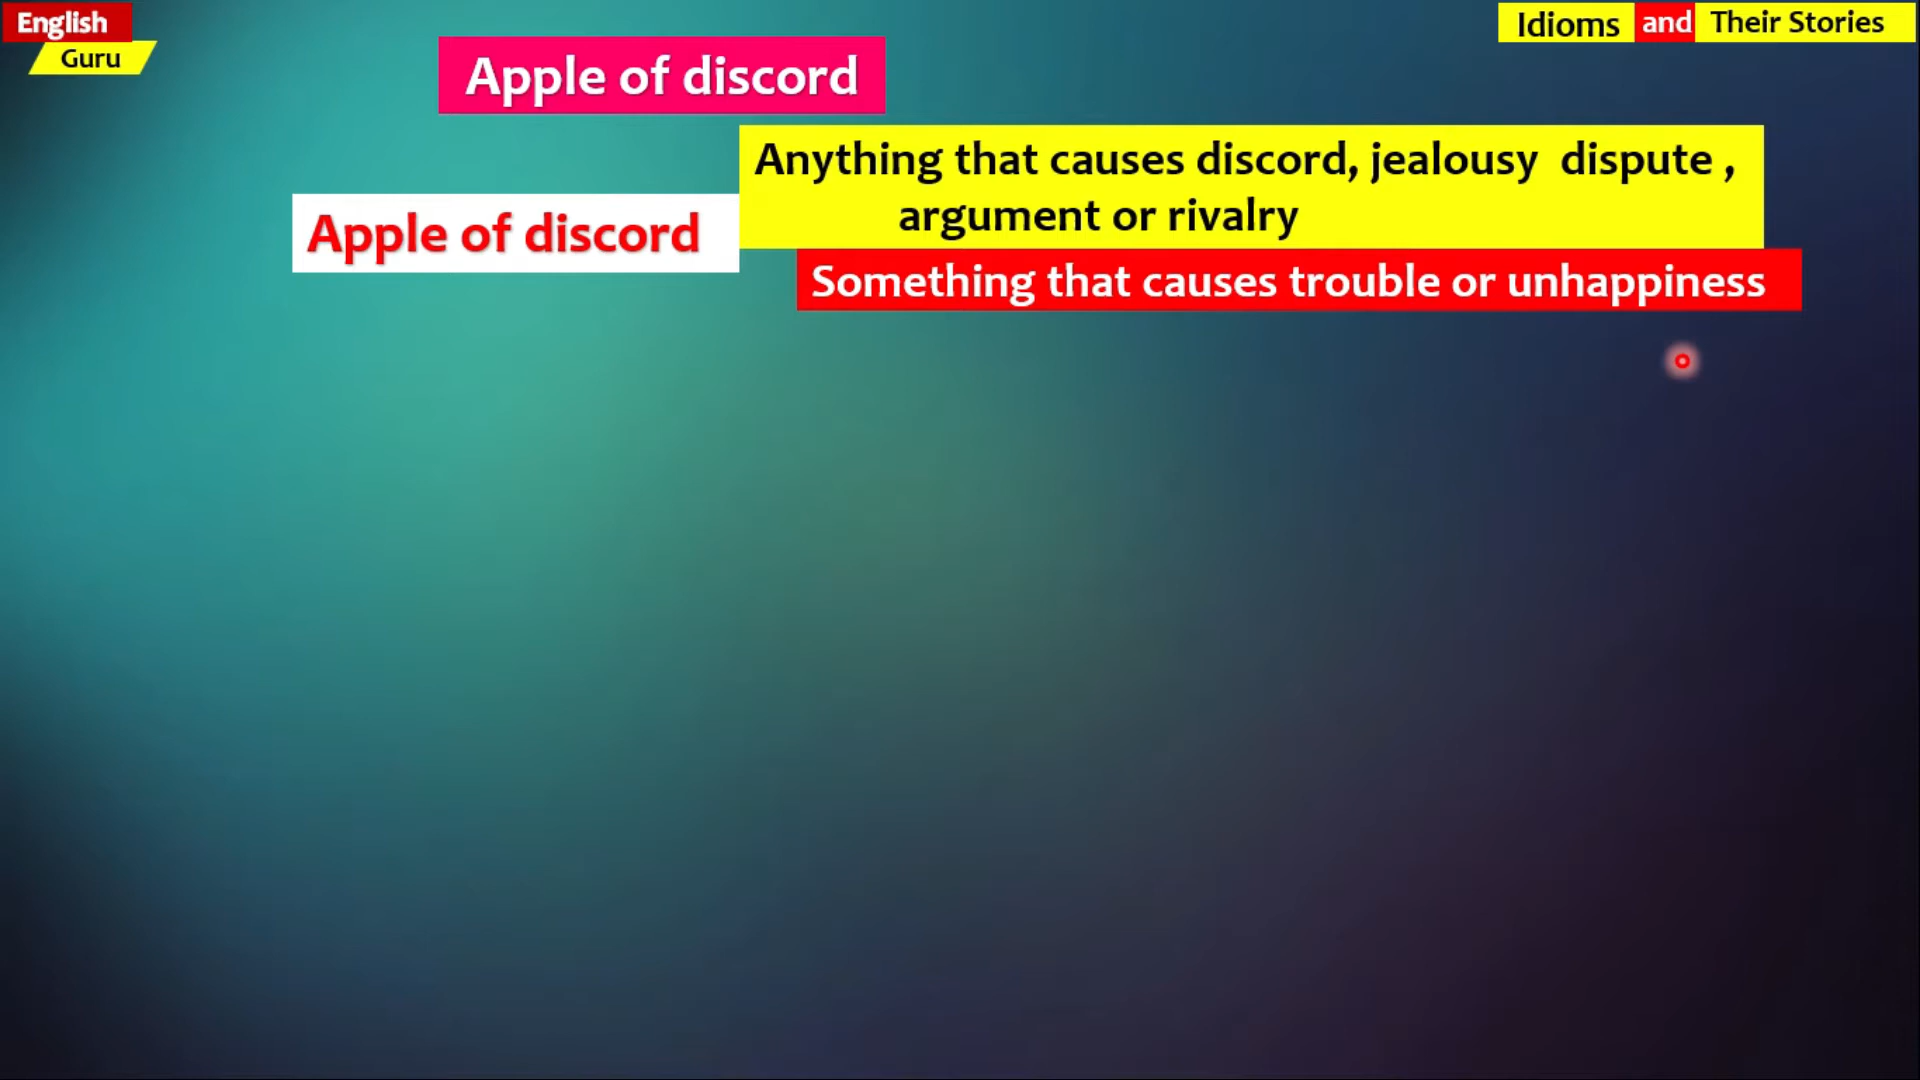 English
Guru
Idioms and Their Stories
Apple of discord
Anything that causes discord, jealousy dispute ,
argument or rivalry
Apple of discord
Something that causes trouble or unhappiness